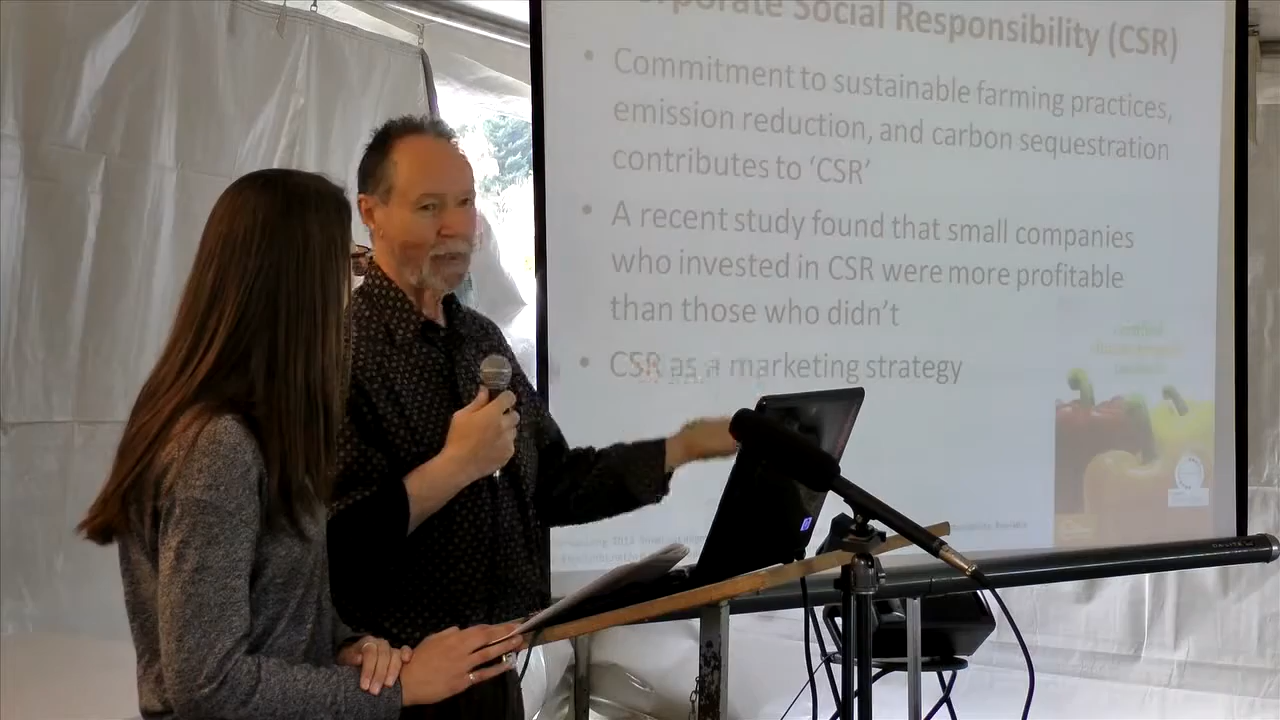 Corporate Social Responsibility (CSR)
• Commitment to sustainable farming practices,
emission reduction, and carbon sequestration
contributes to ‘CSR’
• A recent study found that small companies
who invested in CSR were more profitable
than those who didn’t
• CSR as a marketing strategy